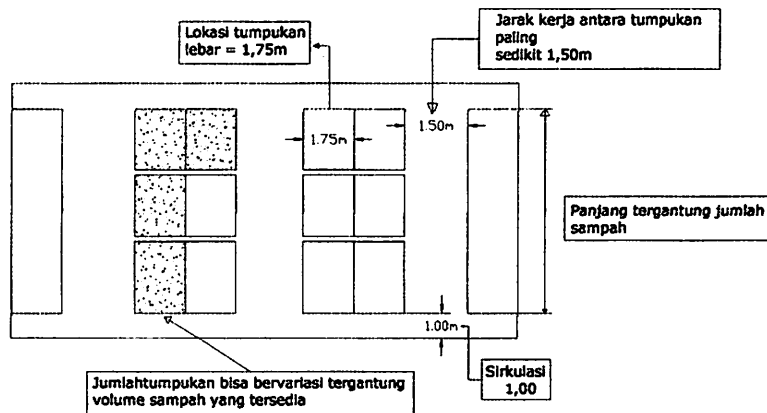 Lokasi tumpukan
lebar = 1,75m
Jarak kerja antara tumpukan
paling
sedikit 1,50m
1.75m
1.50m
Panjang tergantung jumlah
sampah
1.00m
Sirkulasi
1,00
Jumlahtumpukan bisa bervariasi tergantung
volume sampah yang tersedia